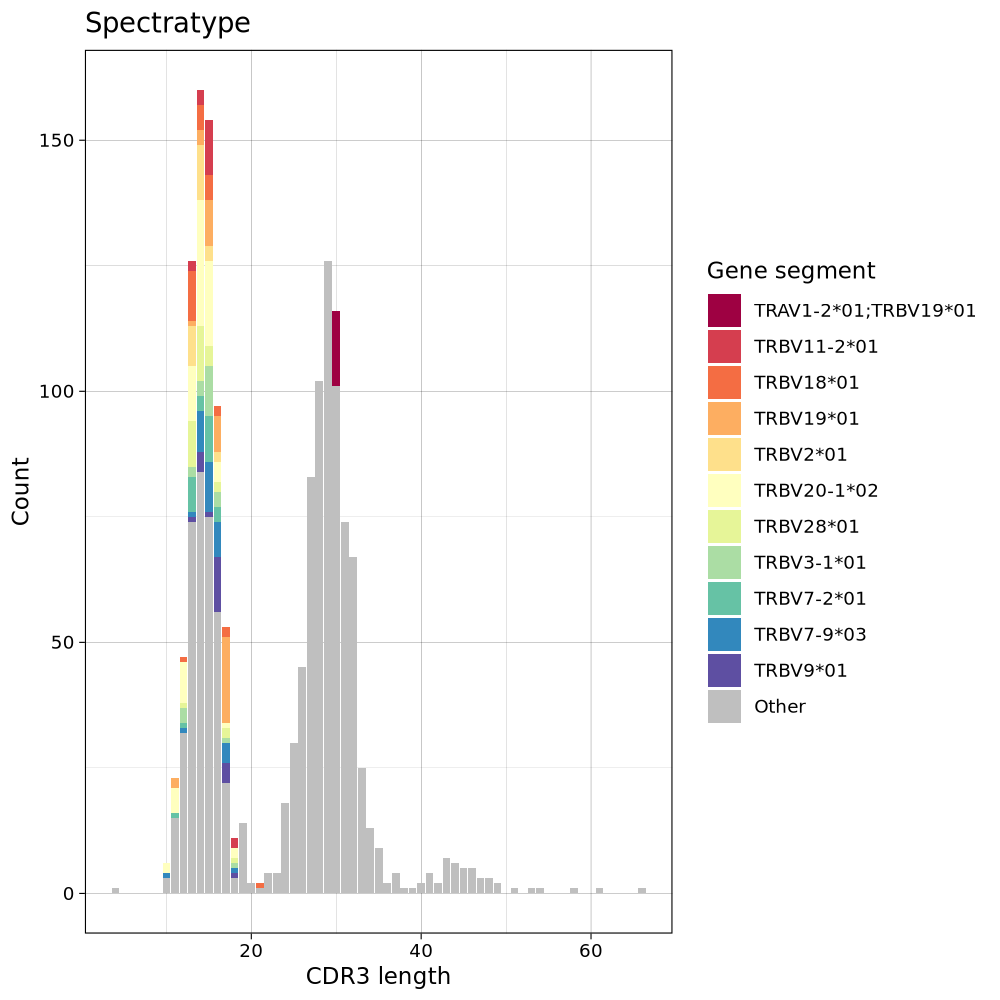 Spectratype
150
100
50
0
Count
20
40
60
CDR3 length
Gene segment
TRAV1-2*01;TRBV19*01
TRBV11-2*01
TRBV18*01
TRBV19*01
TRBV2*01
TRBV20-1*02
TRBV28*01
TRBV3-1*01
TRBV7-2*01
TRBV7-9*03
TRBV9*01
Other